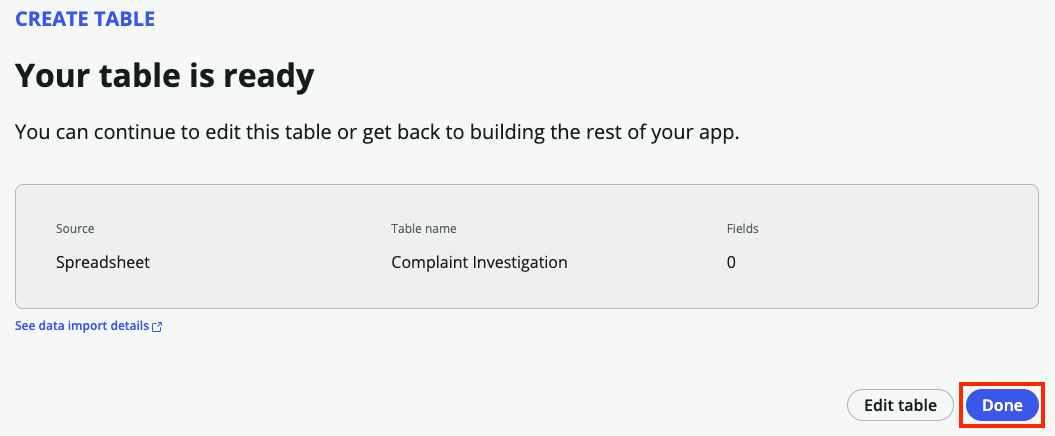 CREATE TABLE
Your table is ready
You can continue to edit this table or get back to building the rest of your app.
Source
Table name
Fields
Spreadsheet
Complaint Investigation
0
See data import details
Edit table
Done